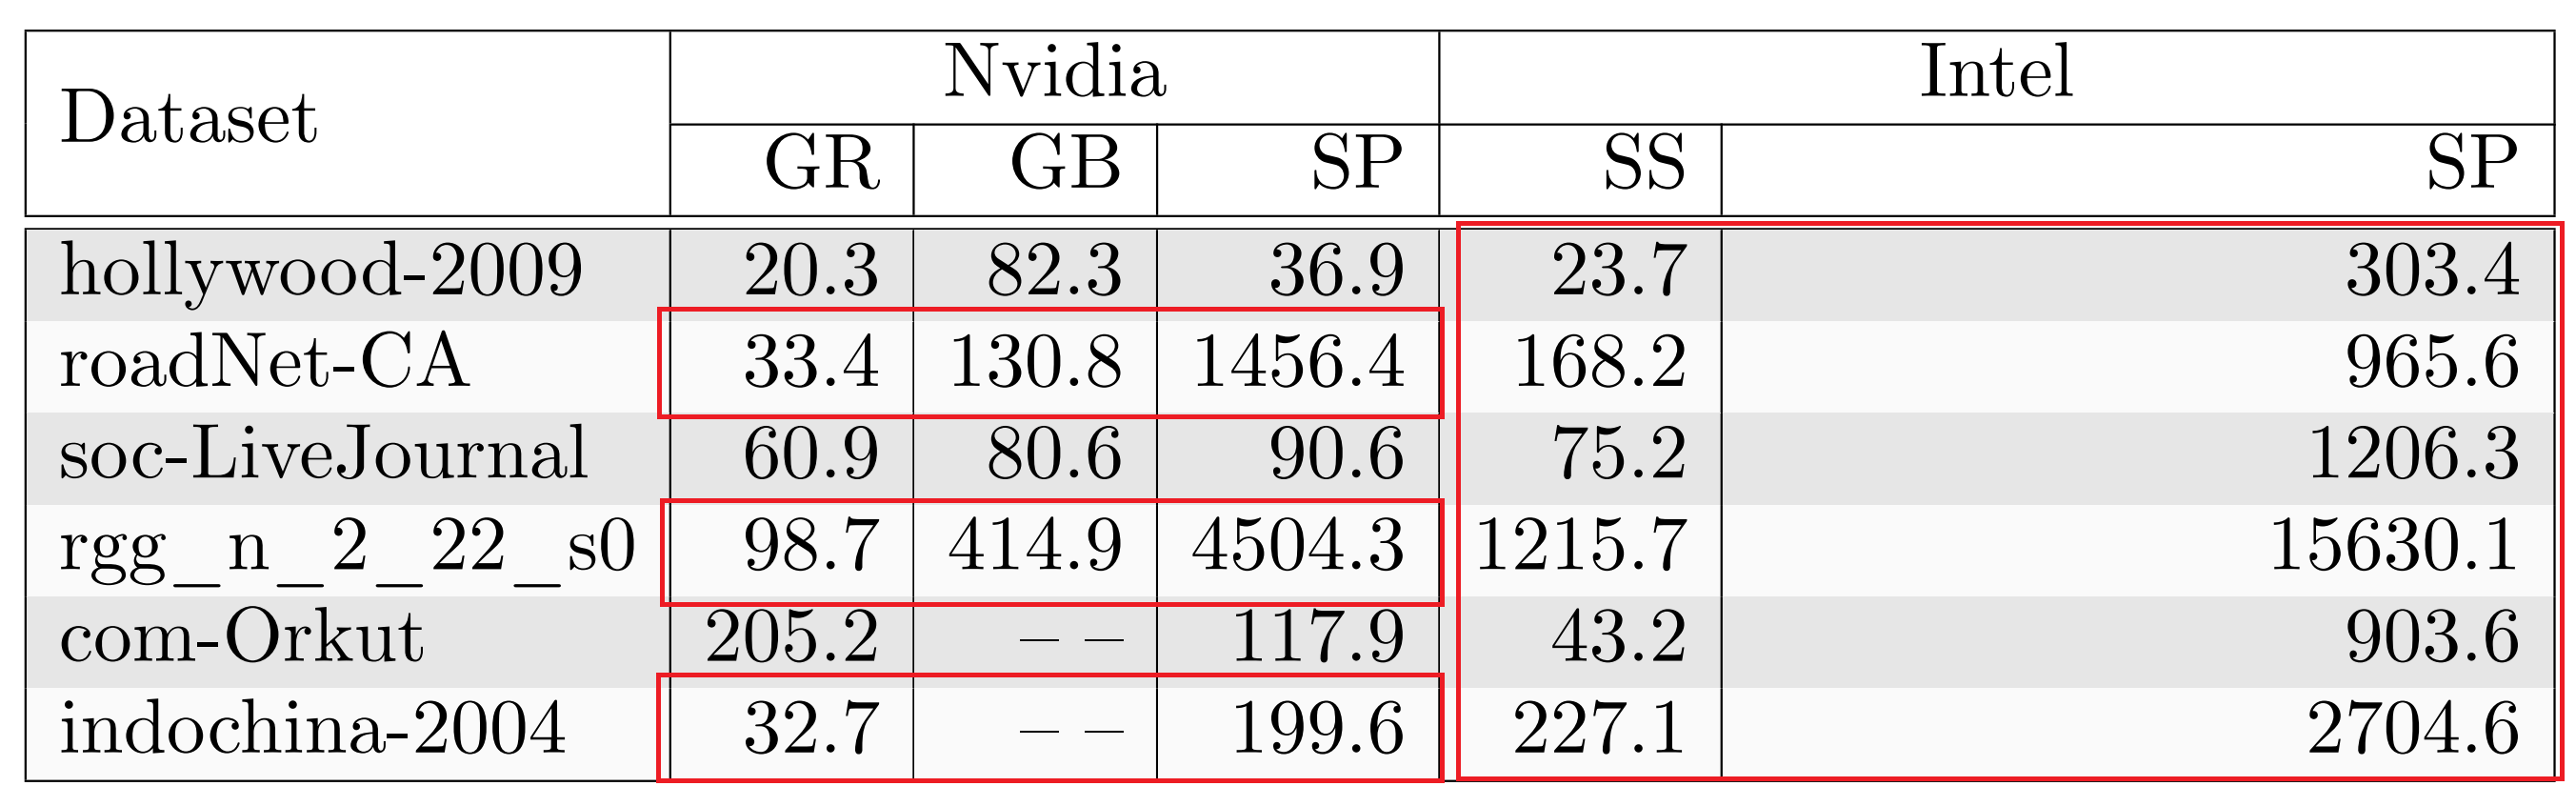 Dataset Nvidia Intel
GR GB SP SS SP
hollywood-2009 20.3 82.3 36.9 23.7 303.4
roadNet-CA 33.4 130.8 1456.4 168.2 965.6
soc-LiveJournal 60.9 80.6 90.6 75.2 1206.3
rgg_n_2_22_s0 98.7 414.9 4504.3 1215.7 15630.1
com-Orkut 205.2 – – 117.9 43.2 903.6
indochina-2004 32.7 – – 199.6 227.1 2704.6